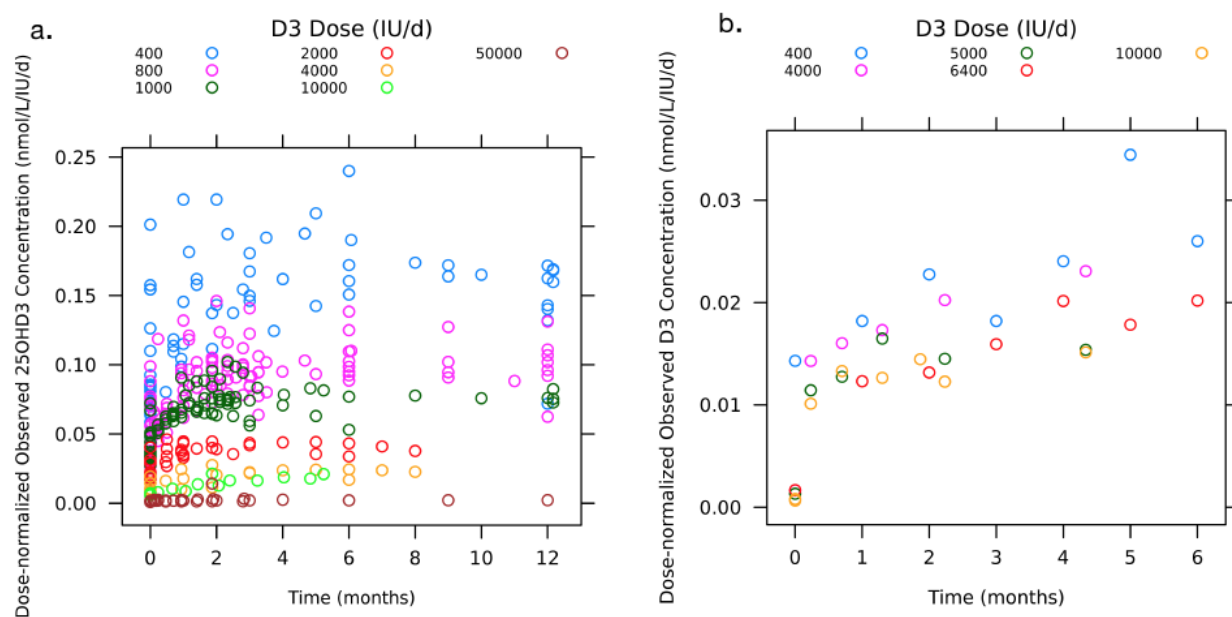 a.
D3 Dose (IU/d)
400 2000 50000
800 4000
1000 10000
Dose-normalized Observed 25OHD3 Concentration (nmol/L/IU/d)
0.25
0.20
0.15
0.10
0.05
0.00
0 2 4 6 8 10 12
Time (months)
b.
D3 Dose (IU/d)
400 5000 10000
4000 6400
Dose-normalized Observed D3 Concentration (nmol/L/IU/d)
0.03
0.02
0.01
0.00
0 1 2 3 4 5 6
Time (months)